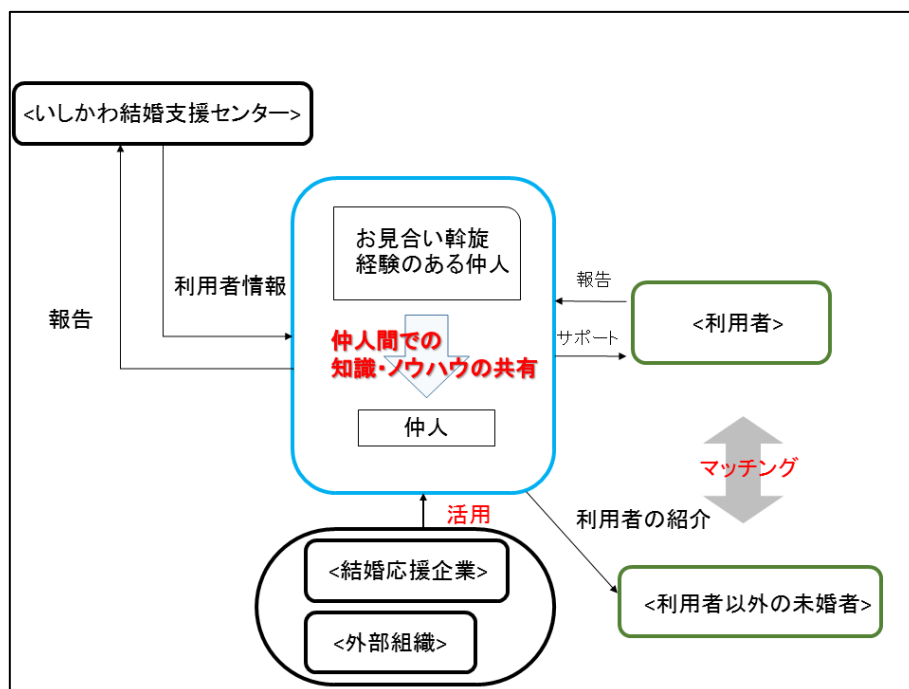 <いしかわ結婚支援センター>
お見合い斡旋
経験のある仲人
利用者情報
報告
報告
<利用者>
サポート
仲人間での
知識・ノウハウの共有
仲人
マッチング
活用
利用者の紹介
<結婚応援企業>
<利用者以外の未婚者>
<外部組織>